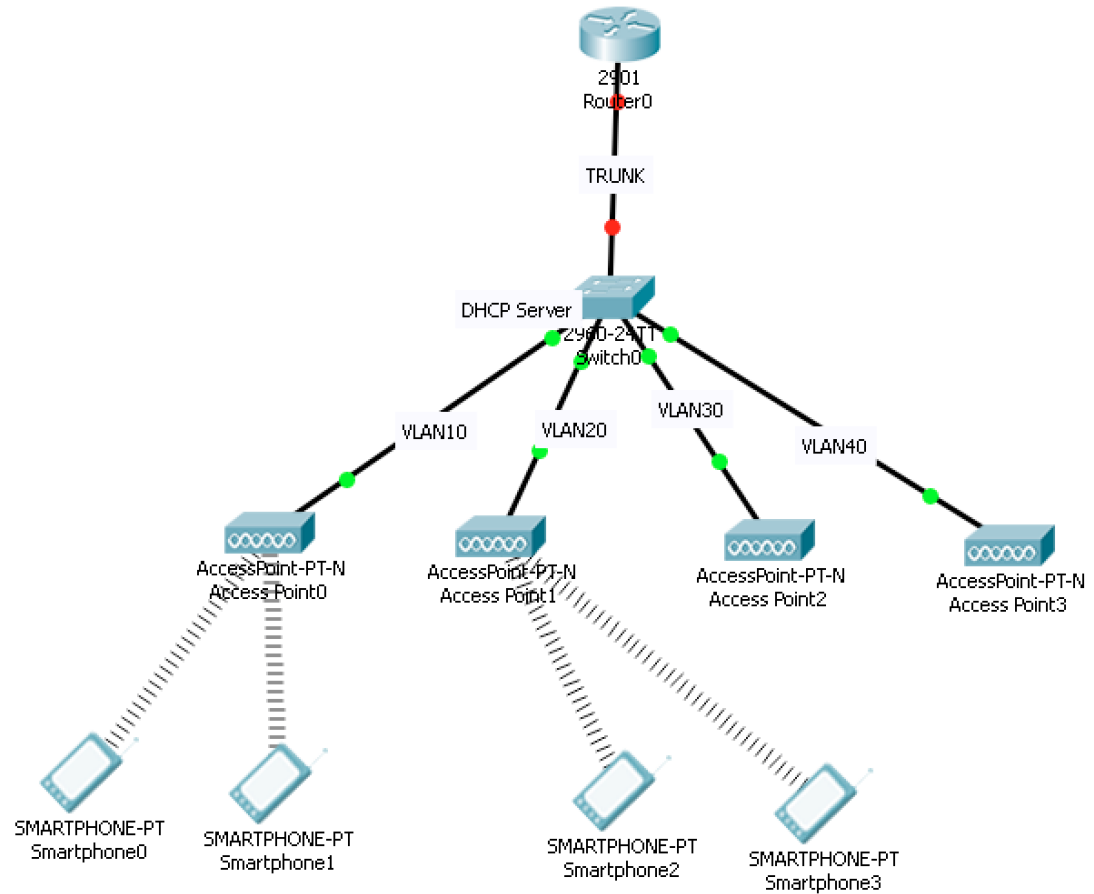 2901
Router0
TRUNK
DHCP Server
2960-24TT
Switch0
VLAN10
VLAN20
VLAN30
VLAN40
AccessPoint-PT-N
Access Point0
AccessPoint-PT-N
Access Point1
AccessPoint-PT-N
Access Point2
AccessPoint-PT-N
Access Point3
SMARTPHONE-PT
Smartphone0
SMARTPHONE-PT
Smartphone1
SMARTPHONE-PT
Smartphone2
SMARTPHONE-PT
Smartphone3